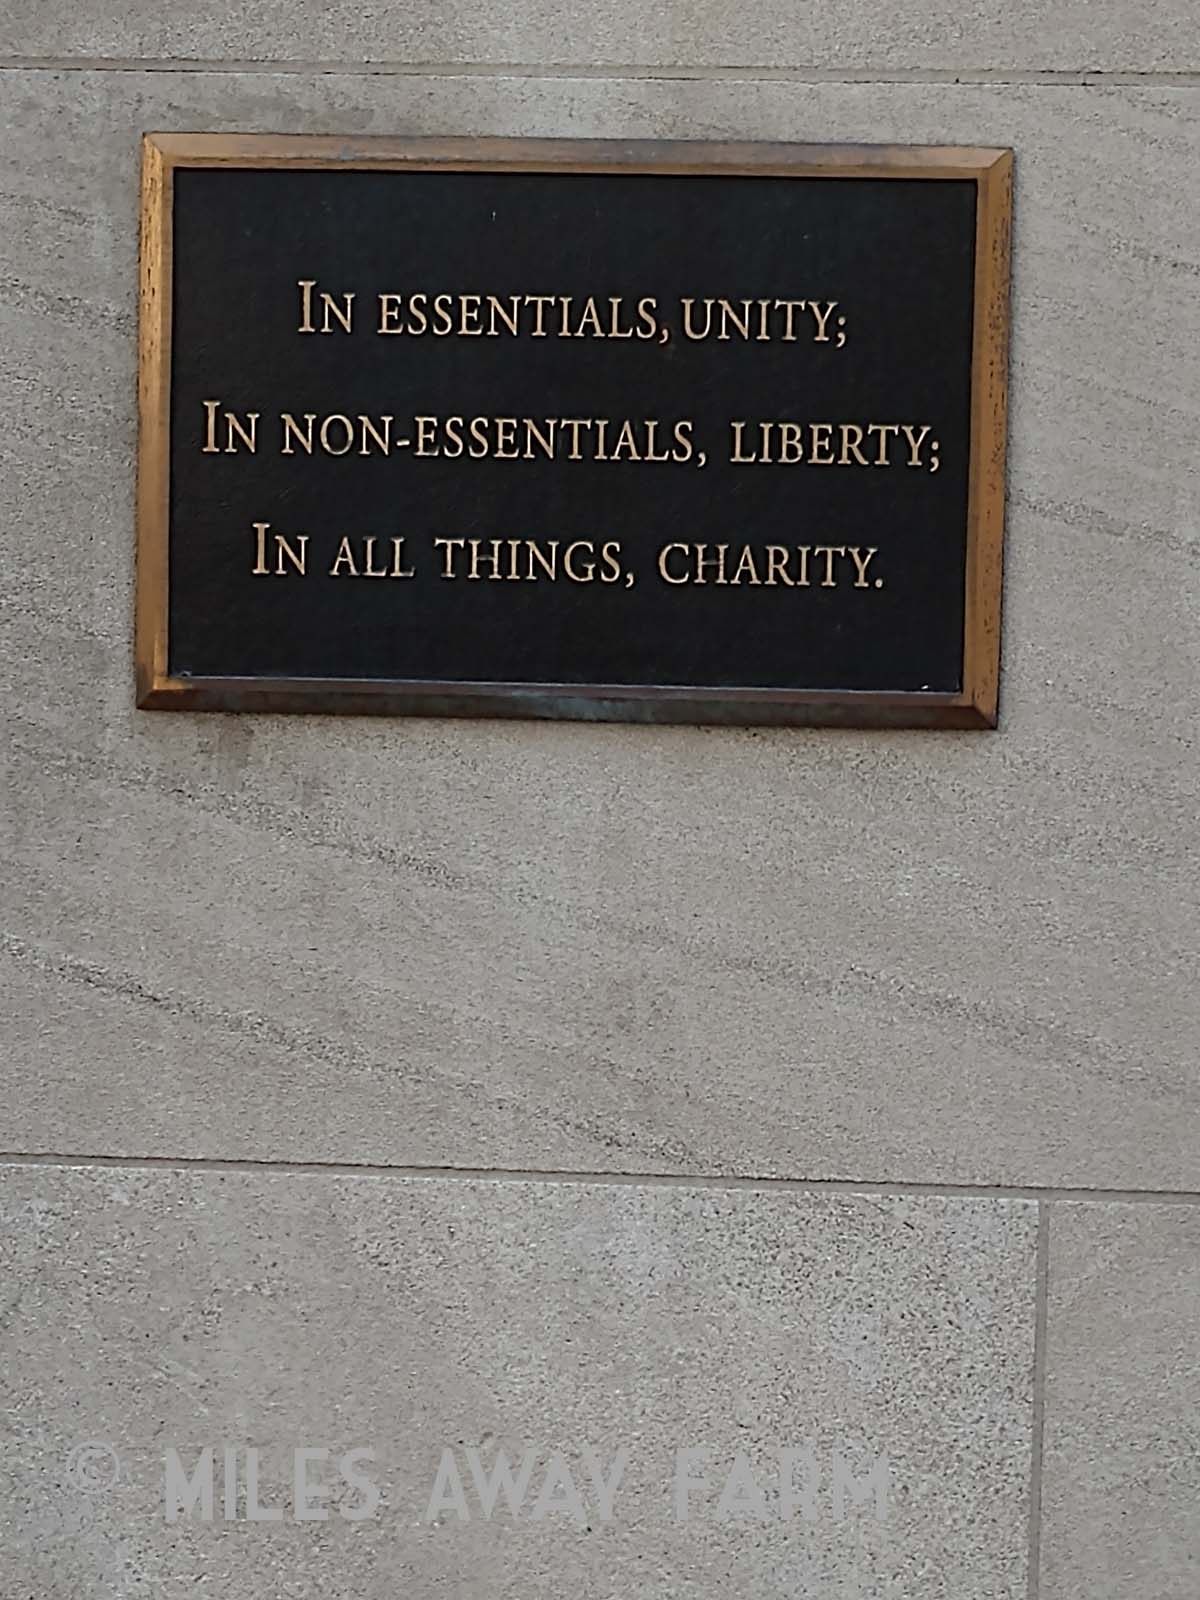 In essentials, unity;
In non-essentials, liberty;
In all things, charity.
© MILES AWAY FARM